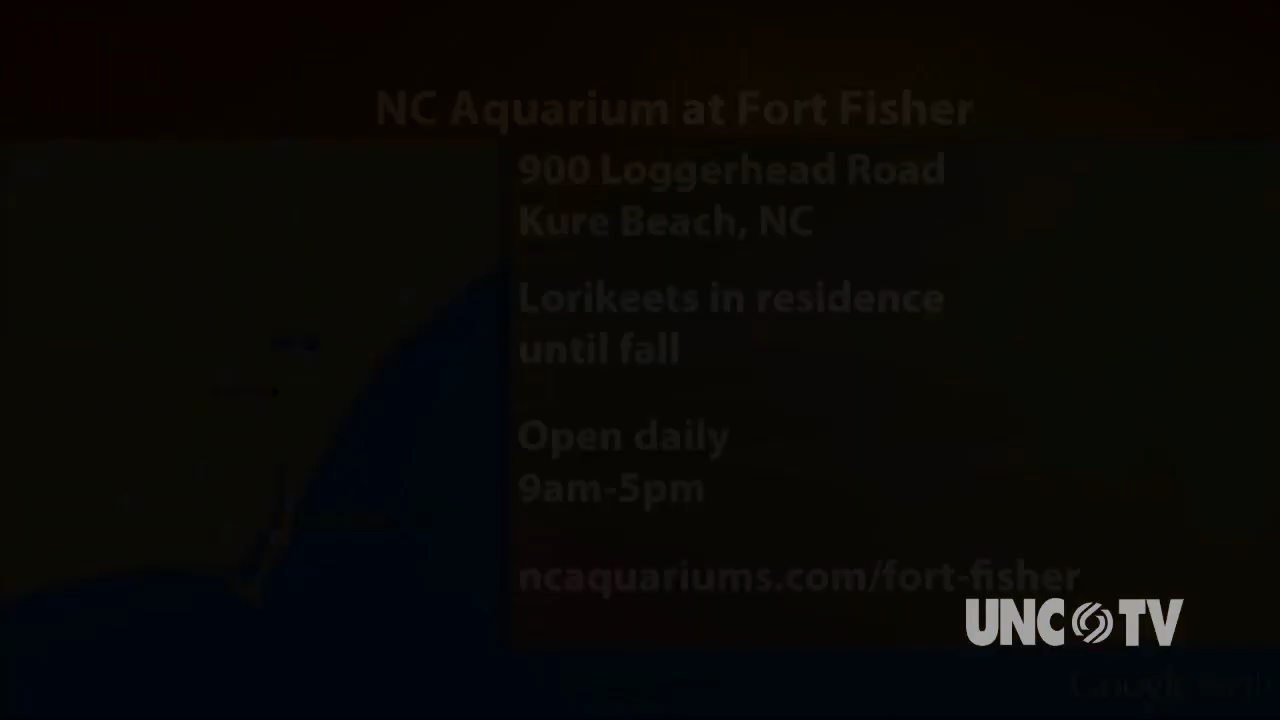 NC Aquarium at Fort Fisher
900 Loggerhead Road
Kure Beach, NC
Lorikeets in residence
until fall
Open daily
9am-5pm
ncaquariums.com/fort-fisher
UNC TV